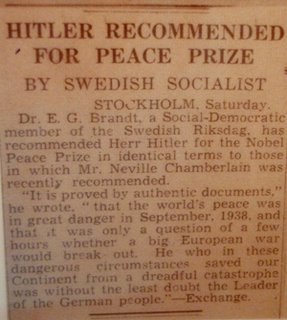 HITLER RECOMMENDED
FOR PEACE PRIZE
BY SWEDISH SOCIALIST
STOCKHOLM, Saturday.
Dr. E. G. Brandt, a Social-Democratic
member of the Swedish Riksdag, has
recommended Herr Hitler for the Nobel
Peace Prize in identical terms to those
in which Mr. Neville Chamberlain was
recently recommended.
"It is proved by authentic documents,"
he wrote, "that the world's peace was
in great danger in September, 1938, and
that it was only a question of a few
hours whether a big European war
would break out. He who in these
dangerous circumstances saved our
Continent from a dreadful catastrophe
was without the least doubt the Leader
of the German people."—Exchange.